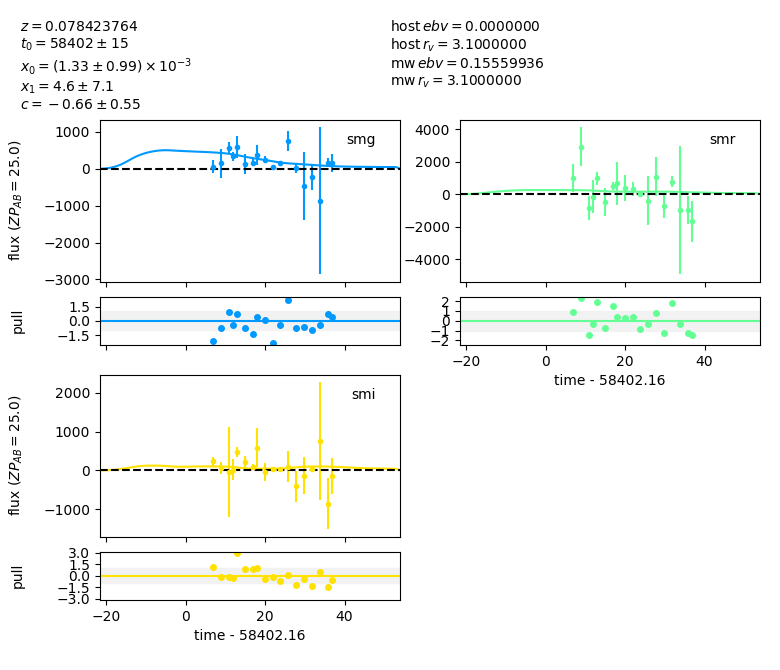 z = 0.078423764
t₀ = 58402 ± 15
x₀ = (1.33 ± 0.99) × 10⁻³
x₁ = 4.6 ± 7.1
c = −0.66 ± 0.55
host ebv = 0.0000000
host r_v = 3.1000000
mw ebv = 0.15559936
mw r_v = 3.1000000
smg
flux (ZP_AB = 25.0)
1000
0
−1000
−2000
−3000
smr
4000
2000
0
−2000
−4000
pull
1.5
0.0
−1.5
2
1
0
−1
−2
−20 0 20 40
time - 58402.16
smi
flux (ZP_AB = 25.0)
2000
1000
0
−1000
pull
3.0
1.5
0.0
−1.5
−3.0
−20 0 20 40
time - 58402.16